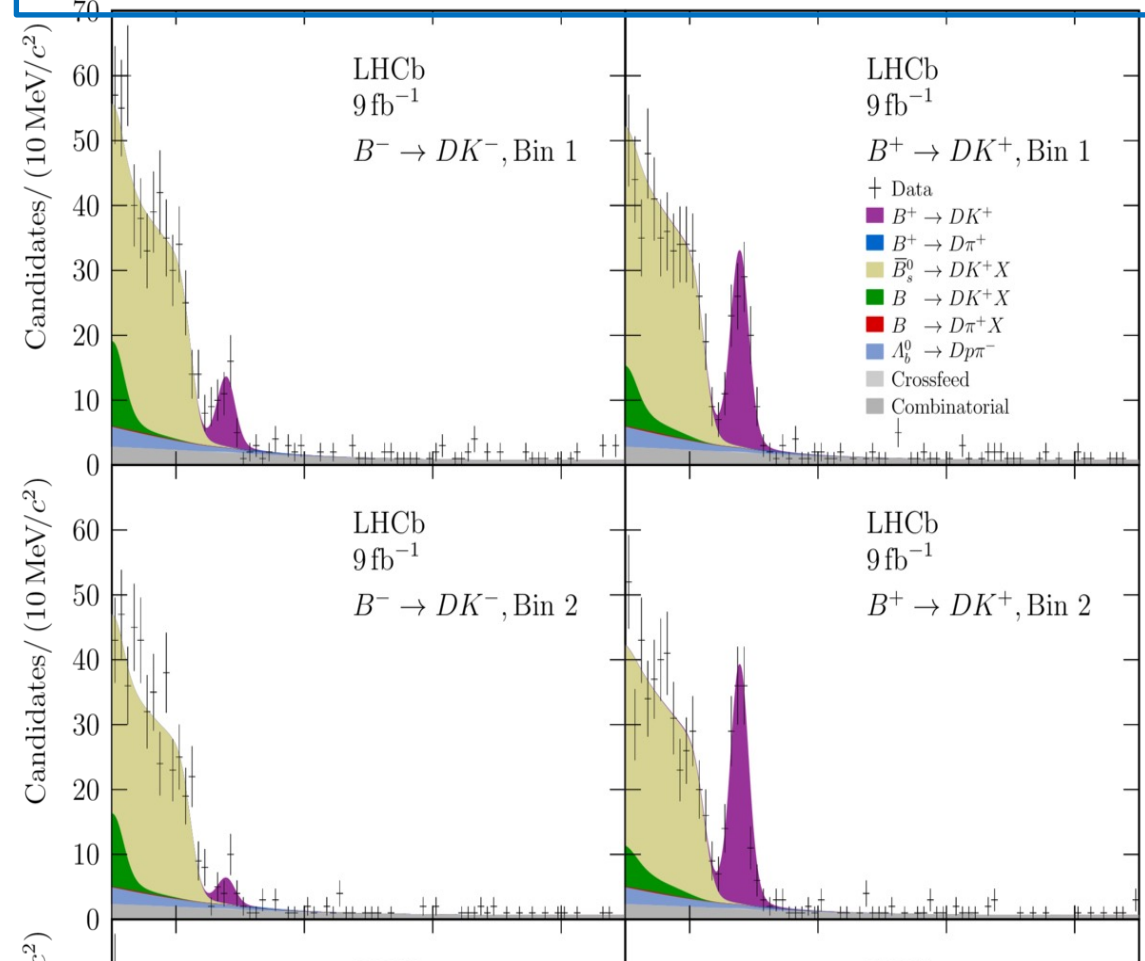 70
60
50
40
30
20
10
0
Candidates/ (10 MeV/c²)
LHCb
9 fb⁻¹
B⁻ → DK⁻, Bin 1
LHCb
9 fb⁻¹
B⁺ → DK⁺, Bin 1
Data
B⁺ → DK⁺
B⁺ → Dπ⁺
B̅⁰ₛ → DK⁺X
B → DK⁺X
B → Dπ⁺X
Λ⁰_b → Dpπ⁻
Crossfeed
Combinatorial
60
50
40
30
20
10
0
Candidates/ (10 MeV/c²)
LHCb
9 fb⁻¹
B⁻ → DK⁻, Bin 2
LHCb
9 fb⁻¹
B⁺ → DK⁺, Bin 2
c²)